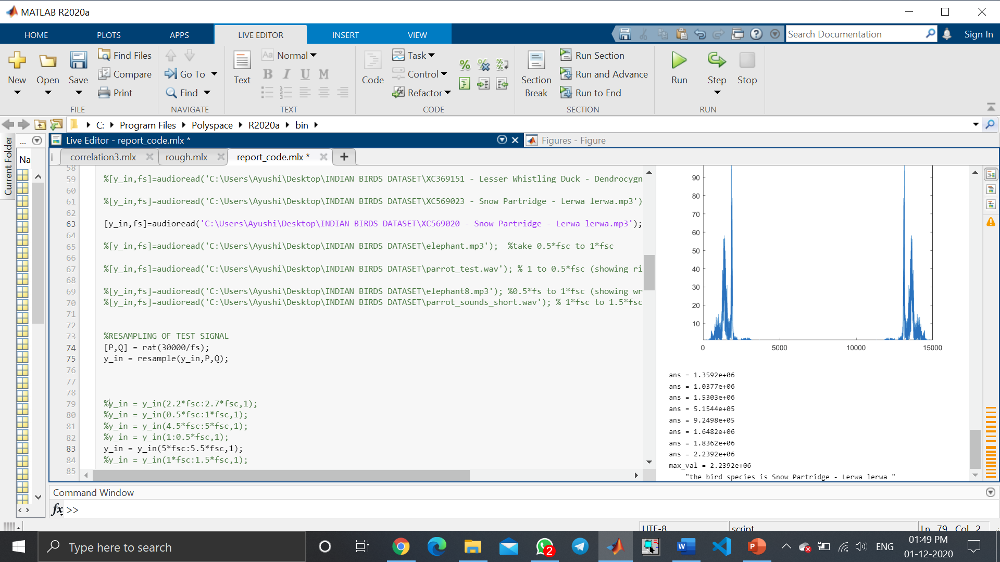 MATLAB R2020a
HOME PLOTS APPS LIVE EDITOR INSERT VIEW Search Documentation Sign In
New Open Save Find Files Compare Print
Go To Find
Text Normal B I U M
Code Task Control Refactor
Section Break Run Section Run and Advance Run to End
Run Step Stop
FILE NAVIGATE TEXT CODE SECTION RUN
C: Program Files Polyspace R2020a bin
Current Folder
... Na
Live Editor - report_code.mlx *
Figures - Figure
correlation3.mlx rough.mlx report_code.mlx * +
58
59 %[y_in,fs]=audioread('C:\Users\Ayushi\Desktop\INDIAN BIRDS DATASET\XC369151 - Lesser Whistling Duck - Dendrocygn
60
61 %[y_in,fs]=audioread('C:\Users\Ayushi\Desktop\INDIAN BIRDS DATASET\XC569023 - Snow Partridge - Lerwa lerwa.mp3')
62
63 [y_in,fs]=audioread('C:\Users\Ayushi\Desktop\INDIAN BIRDS DATASET\XC569020 - Snow Partridge - Lerwa lerwa.mp3');
64
65 %[y_in,fs]=audioread('C:\Users\Ayushi\Desktop\INDIAN BIRDS DATASET\elephant.mp3');  %take 0.5*fsc to 1*fsc
66
67 %[y_in,fs]=audioread('C:\Users\Ayushi\Desktop\INDIAN BIRDS DATASET\parrot_test.wav'); % 1 to 0.5*fsc (showing ri
68
69 %[y_in,fs]=audioread('C:\Users\Ayushi\Desktop\INDIAN BIRDS DATASET\elephant8.mp3'); %0.5*fs to 1*fsc (showing wr
70 %[y_in,fs]=audioread('C:\Users\Ayushi\Desktop\INDIAN BIRDS DATASET\parrot_sounds_short.wav'); % 1*fsc to 1.5*fsc
71
72
73 %RESAMPLING OF TEST SIGNAL
74 [P,Q] = rat(30000/fs);
75 y_in = resample(y_in,P,Q);
76
77
78
79 %y_in = y_in(2.2*fsc:2.7*fsc,1);
80 %y_in = y_in(0.5*fsc:1*fsc,1);
81 %y_in = y_in(4.5*fsc:5*fsc,1);
82 %y_in = y_in(1:0.5*fsc,1);
83 y_in = y_in(5*fsc:5.5*fsc,1);
84 %y_in = y_in(1*fsc:1.5*fsc,1);
85
90
80
70
60
50
40
30
20
10
0 5000 10000 15000
ans = 1.3592e+06
ans = 1.0377e+06
ans = 1.5303e+06
ans = 5.1544e+05
ans = 9.2498e+05
ans = 1.6482e+06
ans = 1.8362e+06
ans = 2.2392e+06
max_val = 2.2392e+06
"the bird species is Snow Partridge - Lerwa lerwa "
Command Window
fx >>
UTF-8 script Ln 79 Col 2
Type here to search
2
ENG
01:49 PM
01-12-2020